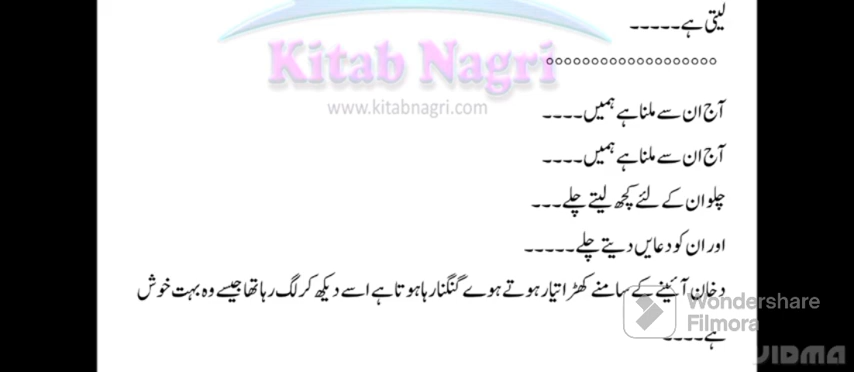 لیتی ہے۔۔۔۔۔
Kitab Nagri
°°°°°°°°°°°°°°°°°°°
www.kitabnagri.com
آج ان سے ملنا ہے ہمیں۔۔۔۔
آج ان سے ملنا ہے ہمیں۔۔۔۔
چلو ان کے لئے کچھ لیتے چلے۔۔۔
اور ان کو دعایں دیتے چلے۔۔۔۔۔
دخان آئینے کے سامنے کھڑا تیار ہوتے ہوے گنگنا رہا ہوتا ہے اسے دیکھ کر لگ رہا تھا جیسے وہ بہت خوش
Wondershare
Filmora
ہے۔۔۔۔
VIDMA